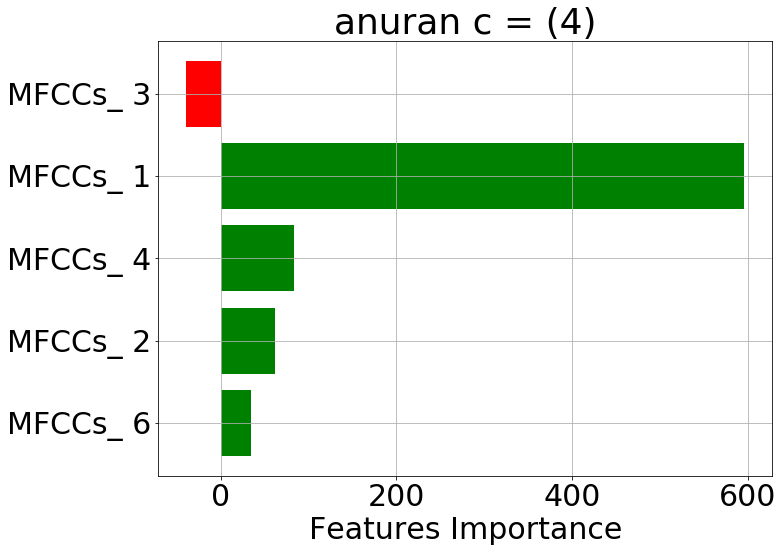 anuran c = (4)
MFCCs_ 3
MFCCs_ 1
MFCCs_ 4
MFCCs_ 2
MFCCs_ 6
0 200 400 600
Features Importance